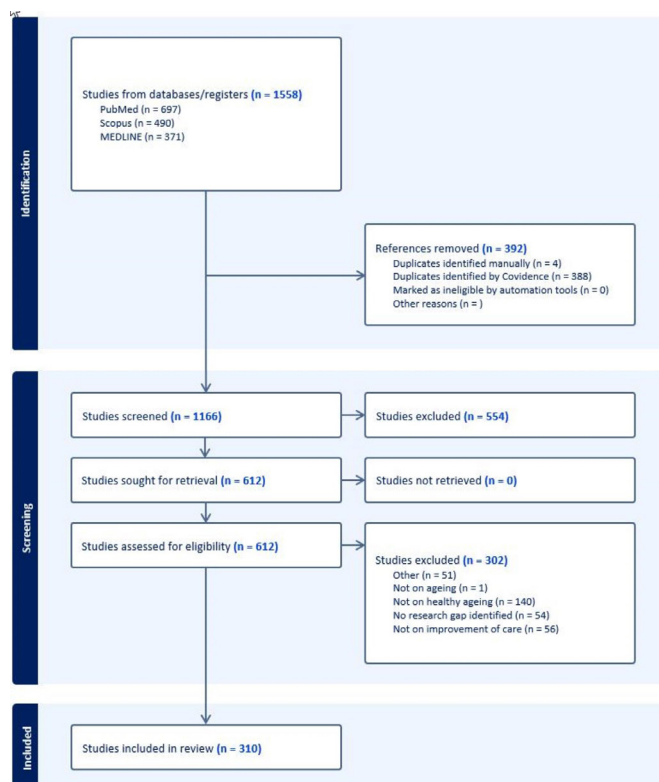 Identification
Studies from databases/registers (n = 1558)
PubMed (n = 697)
Scopus (n = 490)
MEDLINE (n = 371)
References removed (n = 392)
Duplicates identified manually (n = 4)
Duplicates identified by Covidence (n = 388)
Marked as ineligible by automation tools (n = 0)
Other reasons (n = )
Screening
Studies screened (n = 1166)
Studies excluded (n = 554)
Studies sought for retrieval (n = 612)
Studies not retrieved (n = 0)
Studies assessed for eligibility (n = 612)
Studies excluded (n = 302)
Other (n = 51)
Not on ageing (n = 1)
Not on healthy ageing (n = 140)
No research gap identified (n = 54)
Not on improvement of care (n = 56)
Included
Studies included in review (n = 310)